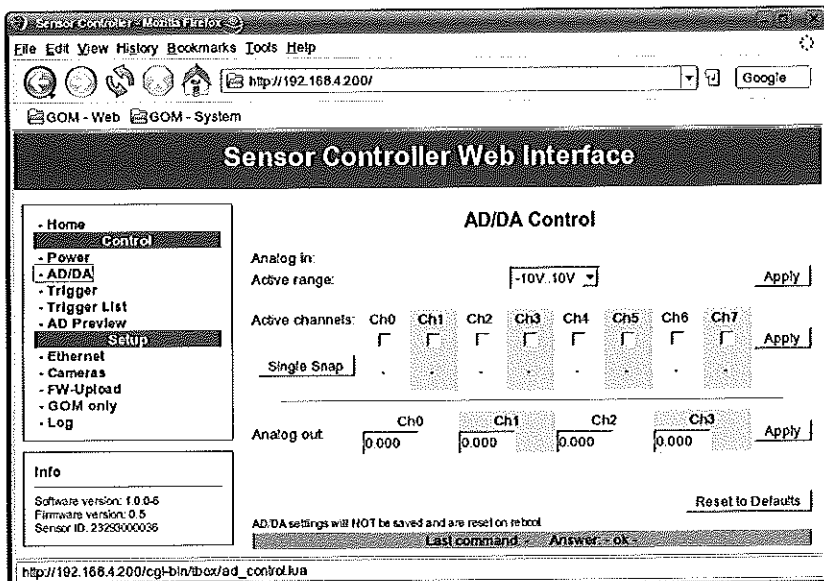 Sensor Controller - Mozilla Firefox
File Edit View History Bookmarks Tools Help
http://192.168.4.200/
Google
GOM - Web GOM - System
Sensor Controller Web Interface
- Home
Control
- Power
- AD/DA
- Trigger
- Trigger List
- AD Preview
Setup
- Ethernet
- Cameras
- FW-Upload
- GOM only
- Log
Info
Software version: 1.0.0-6
Firmware version: 0.5
Sensor ID: 23293000036
AD/DA Control
Analog in:
Active range: -10V..10V Apply
Active channels: Ch0 Ch1 Ch2 Ch3 Ch4 Ch5 Ch6 Ch7 Apply
Single Snap - - - - - - - -
Ch0 Ch1 Ch2 Ch3
Analog out: 0.000 0.000 0.000 0.000 Apply
Reset to Defaults
AD/DA settings will NOT be saved and are reset on reboot
Last command: - Answer: - ok -
http://192.168.4.200/cgi-bin/tbox/ad_control.lua